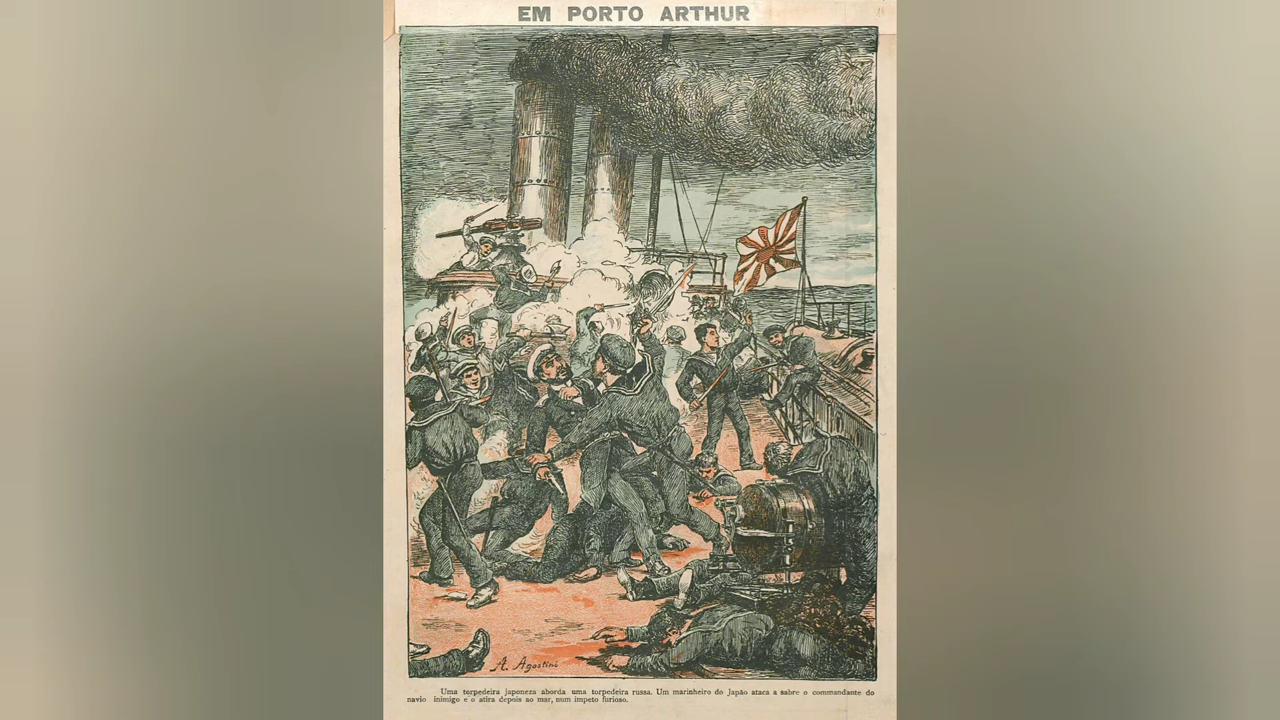 EM PORTO ARTHUR
A. Agostini
Uma torpedeira japoneza aborda uma torpedeira russa. Um marinheiro do Japão ataca a sabre o commandante do
navio inimigo e o atira depois ao mar, num impeto furioso.